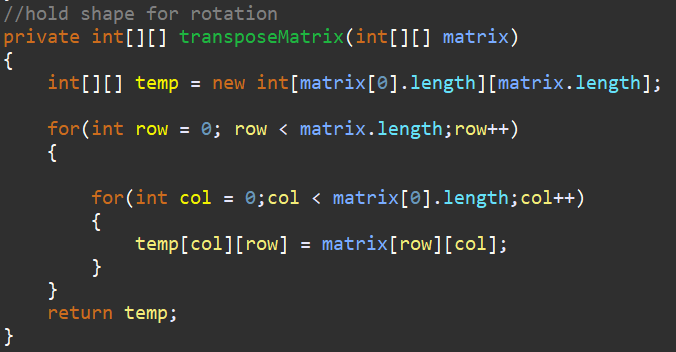 //hold shape for rotation
private int[][] transposeMatrix(int[][] matrix)
{
    int[][] temp = new int[matrix[0].length][matrix.length];

    for(int row = 0; row < matrix.length;row++)
    {

        for(int col = 0;col < matrix[0].length;col++)
        {
            temp[col][row] = matrix[row][col];
        }
    }
    return temp;
}